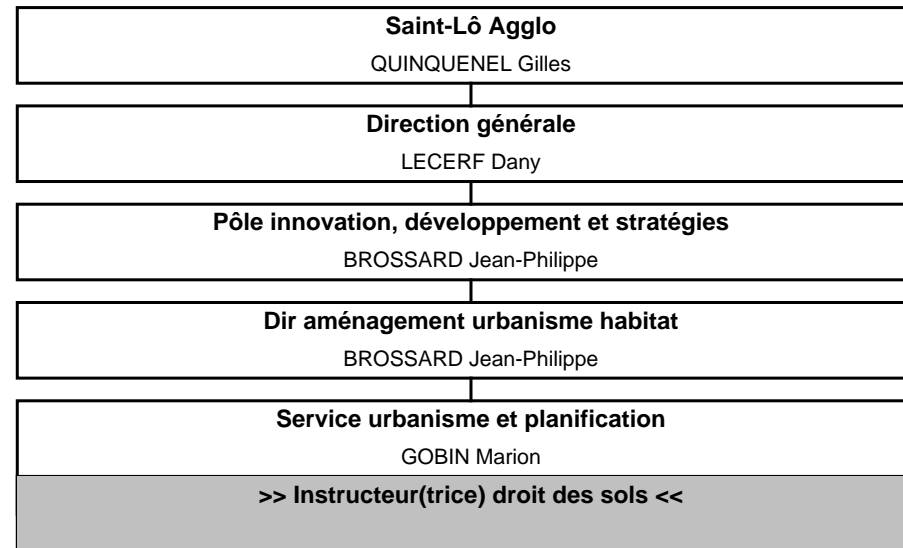 Saint-Lô Agglo
QUINQUENEL Gilles
Direction générale
LECERF Dany
Pôle innovation, développement et stratégies
BROSSARD Jean-Philippe
Dir aménagement urbanisme habitat
BROSSARD Jean-Philippe
Service urbanisme et planification
GOBIN Marion
>> Instructeur(trice) droit des sols <<